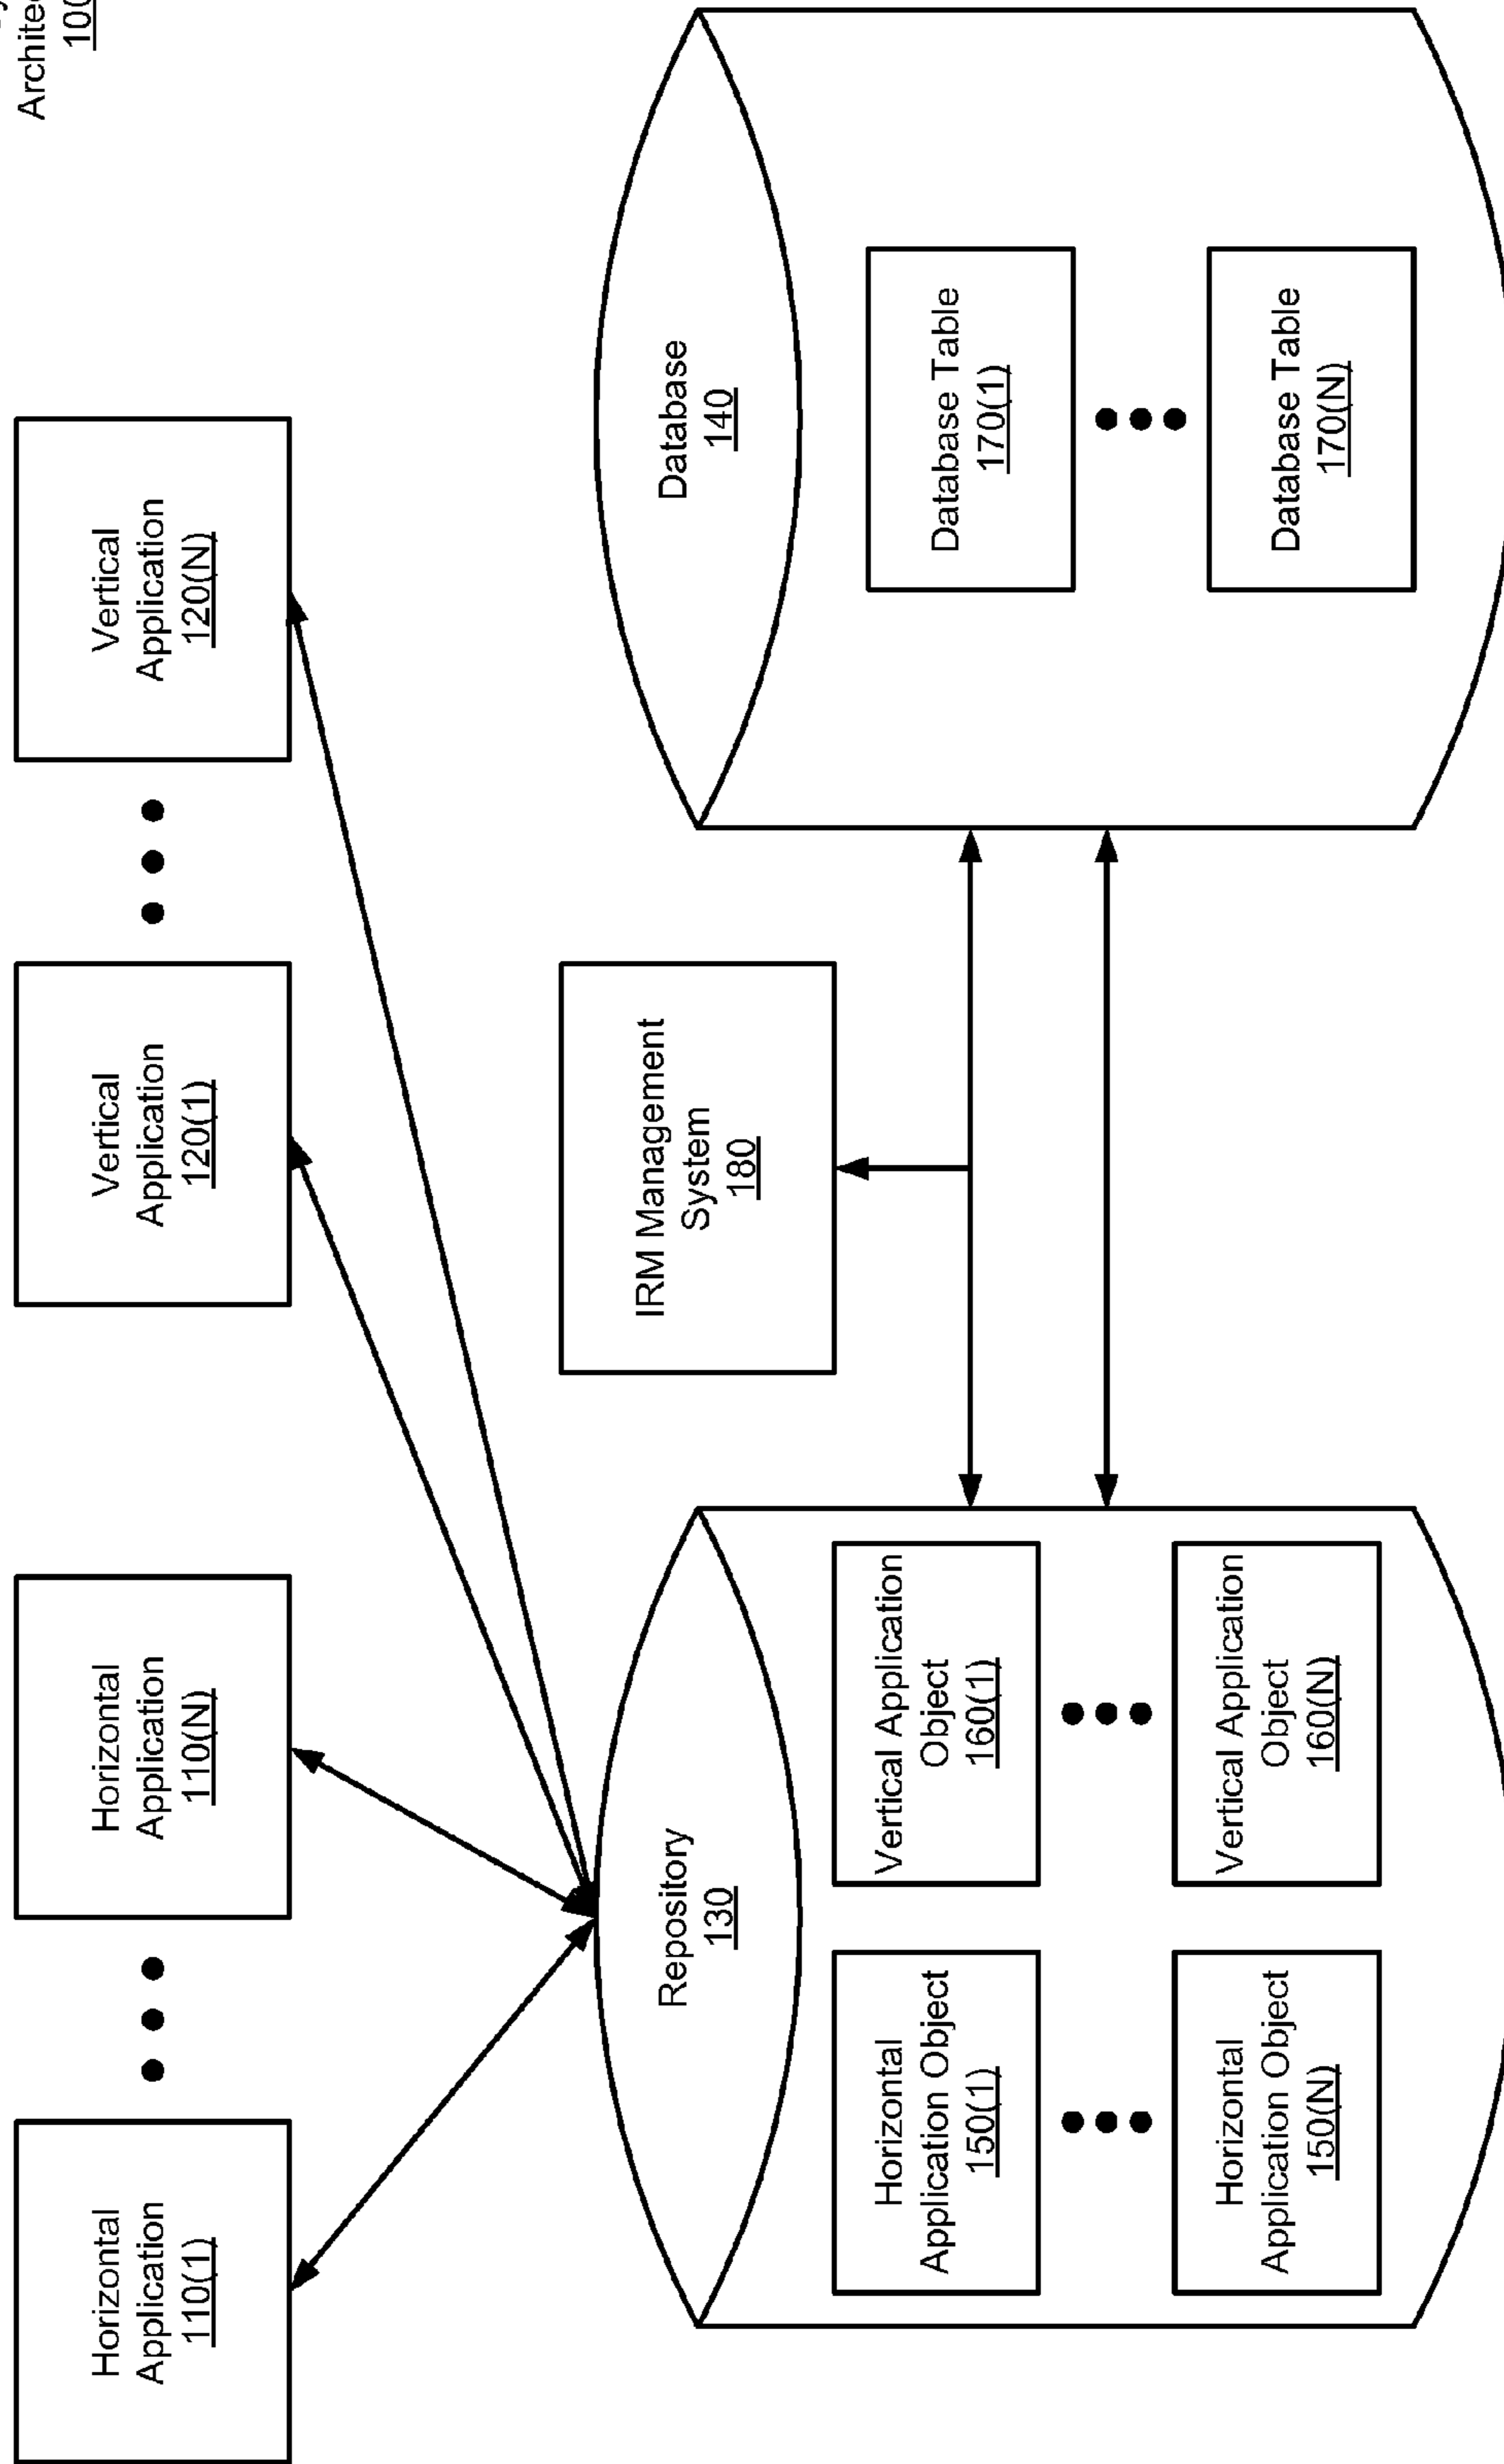 Architec
100
Horizontal
Application
110(1)
Horizontal
Application
110(N)
Vertical
Application
120(1)
Vertical
Application
120(N)
IRM Management
System
180
Repository
130
Horizontal
Application Object
150(1)
Vertical Application
Object
160(1)
Horizontal
Application Object
150(N)
Vertical Application
Object
160(N)
Database
140
Database Table
170(1)
Database Table
170(N)